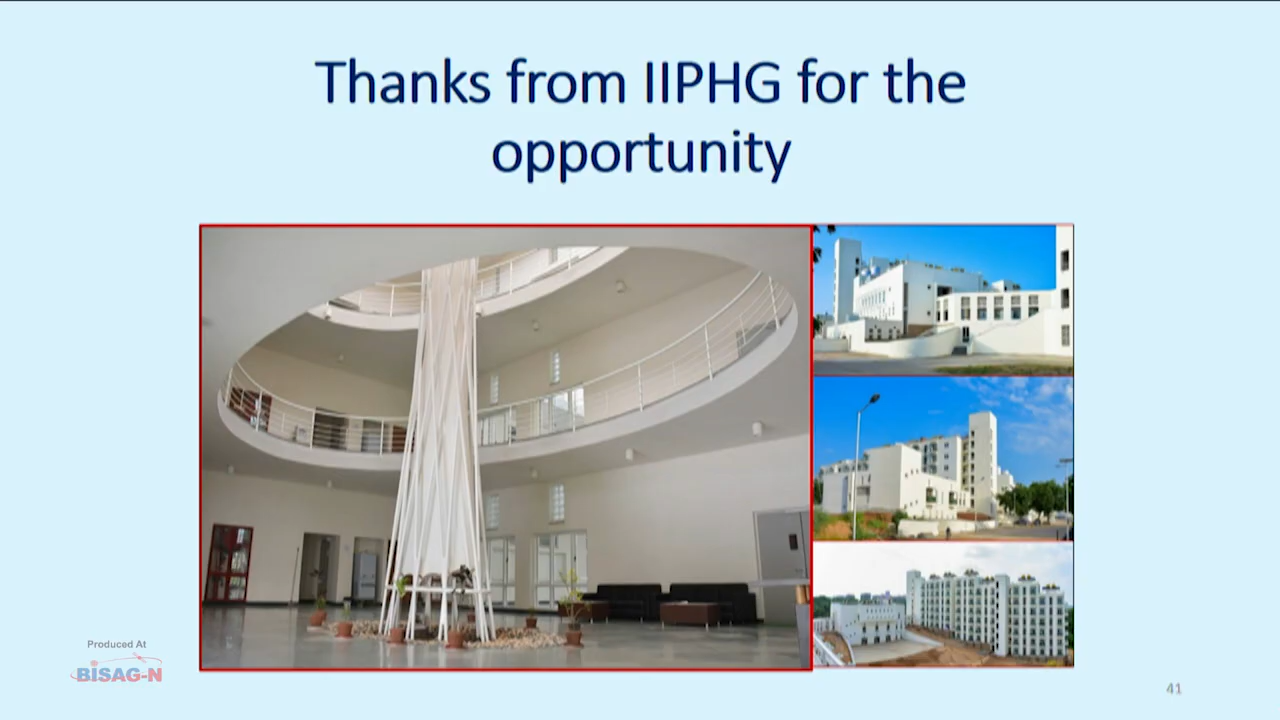 Thanks from IIPHG for the
opportunity
Produced At
BISAG-N
41